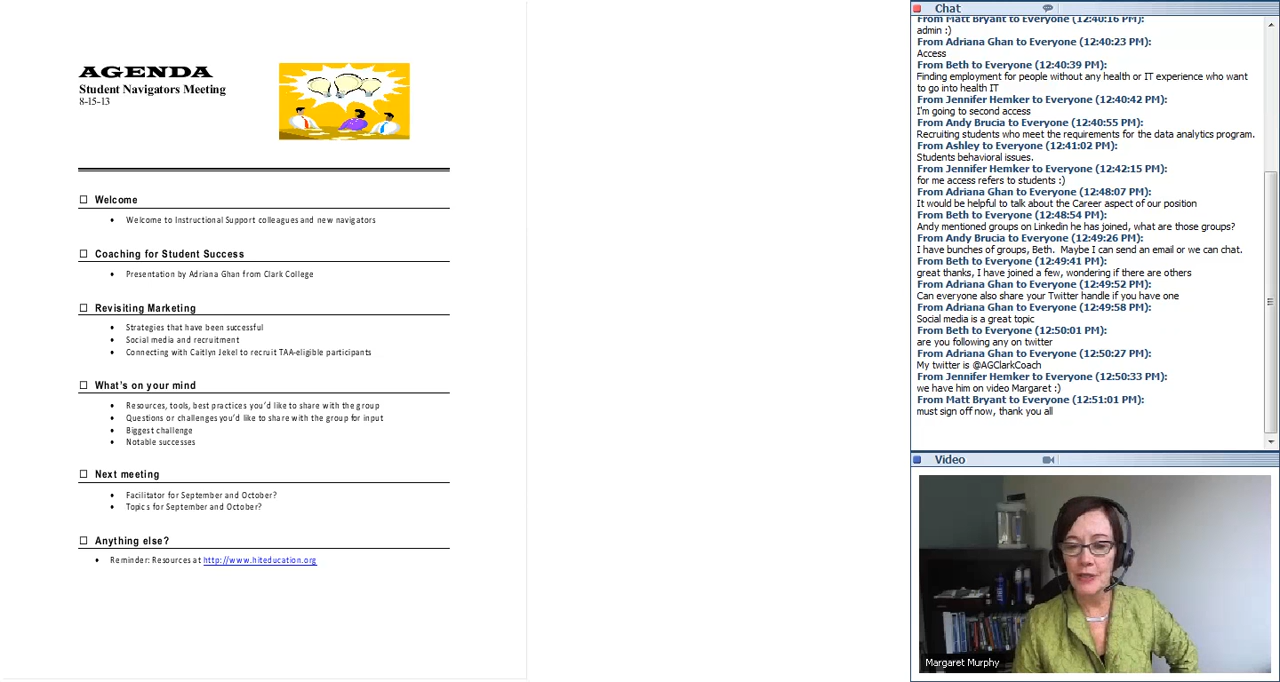 AGENDA
Student Navigators Meeting
8-15-13
Welcome
Welcome to Instructional Support colleagues and new navigators
Coaching for Student Success
Presentation by Adriana Ghan from Clark College
Revisiting Marketing
Strategies that have been successful
Social media and recruitment
Connecting with Caitlyn Jekel to recruit TAA-eligible participants
What's on your mind
Resources, tools, best practices you'd like to share with the group
Questions or challenges you'd like to share with the group for input
Biggest challenge
Notable successes
Next meeting
Facilitator for September and October?
Topics for September and October?
Anything else?
Reminder: Resources at http://www.hiteducation.org
Chat
From Matt Bryant to Everyone (12:40:16 PM):
admin :)
From Adriana Ghan to Everyone (12:40:23 PM):
Access
From Beth to Everyone (12:40:39 PM):
Finding employment for people without any health or IT experience who want
to go into health IT
From Jennifer Hemker to Everyone (12:40:42 PM):
I'm going to second access
From Andy Brucia to Everyone (12:40:55 PM):
Recruiting students who meet the requirements for the data analytics program.
From Ashley to Everyone (12:41:02 PM):
Students behavioral issues.
From Jennifer Hemker to Everyone (12:42:15 PM):
for me access refers to students :)
From Adriana Ghan to Everyone (12:48:07 PM):
It would be helpful to talk about the Career aspect of our position
From Beth to Everyone (12:48:54 PM):
Andy mentioned groups on Linkedin he has joined, what are those groups?
From Andy Brucia to Everyone (12:49:26 PM):
I have bunches of groups, Beth. Maybe I can send an email or we can chat.
From Beth to Everyone (12:49:41 PM):
great thanks, I have joined a few, wondering if there are others
From Adriana Ghan to Everyone (12:49:52 PM):
Can everyone also share your Twitter handle if you have one
From Adriana Ghan to Everyone (12:49:58 PM):
Social media is a great topic
From Beth to Everyone (12:50:01 PM):
are you following any on twitter
From Adriana Ghan to Everyone (12:50:27 PM):
My twitter is @AGClarkCoach
From Jennifer Hemker to Everyone (12:50:33 PM):
we have him on video Margaret :)
From Matt Bryant to Everyone (12:51:01 PM):
must sign off now, thank you all
Video
Margaret Murphy